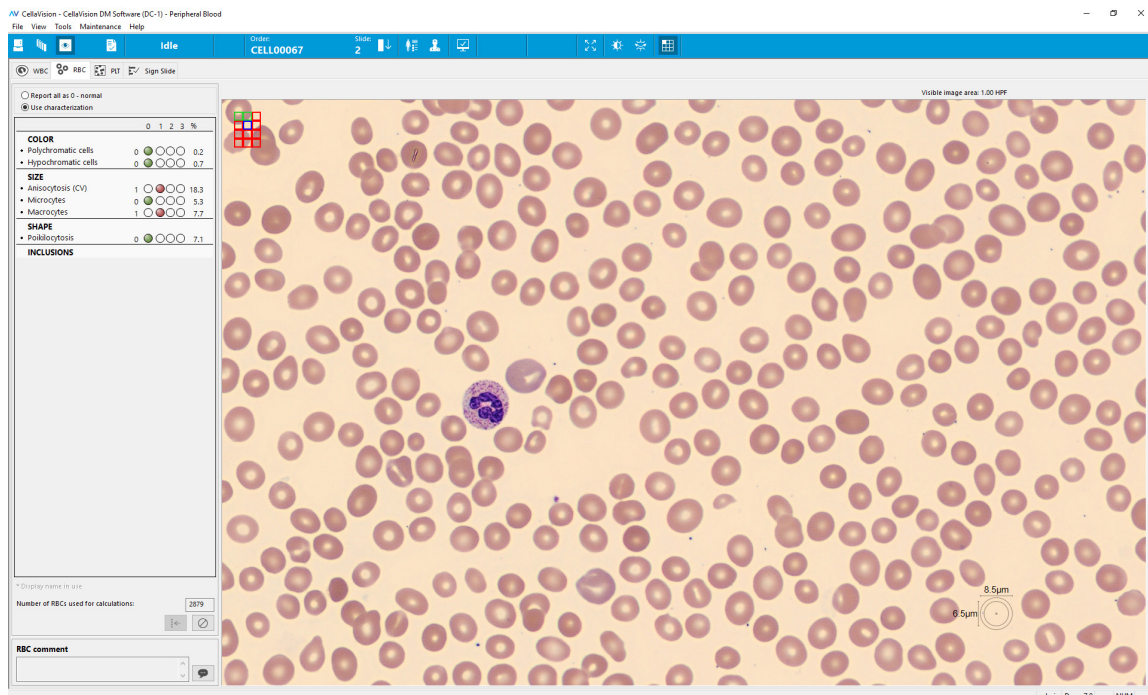 CellaVision - CellaVision DM Software (DC-1) - Peripheral Blood
File View Tools Maintenance Help
Idle
Order:
CELL00067
Slide:
2
WBC RBC PLT Sign Slide
Visible image area: 1.00 HPF
Report all as 0 - normal
Use characterization
0 1 2 3 %
COLOR
• Polychromatic cells 0 0.2
• Hypochromatic cells 0 0.7
SIZE
• Anisocytosis (CV) 1 18.3
• Microcytes 0 5.3
• Macrocytes 1 7.7
SHAPE
• Poikilocytosis 0 7.1
INCLUSIONS
* Display name in use
Number of RBCs used for calculations: 2879
RBC comment
8.5µm
6.5µm